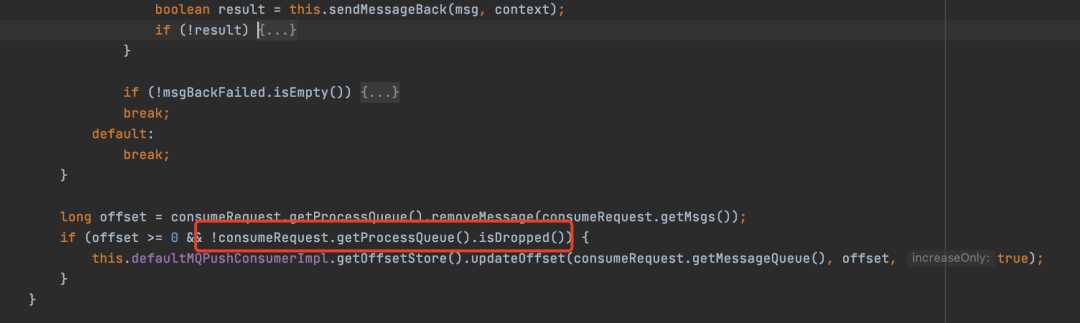 boolean result = this.sendMessageBack(msg, context);
if (!result) {...}
}
if (!msgBackFailed.isEmpty()) {...}
break;
default:
break;
}
long offset = consumeRequest.getProcessQueue().removeMessage(consumeRequest.getMsgs());
if (offset >= 0 && !consumeRequest.getProcessQueue().isDropped()) {
this.defaultMQPushConsumerImpl.getOffsetStore().updateOffset(consumeRequest.getMessageQueue(), offset, increaseOnly: true);
}
}